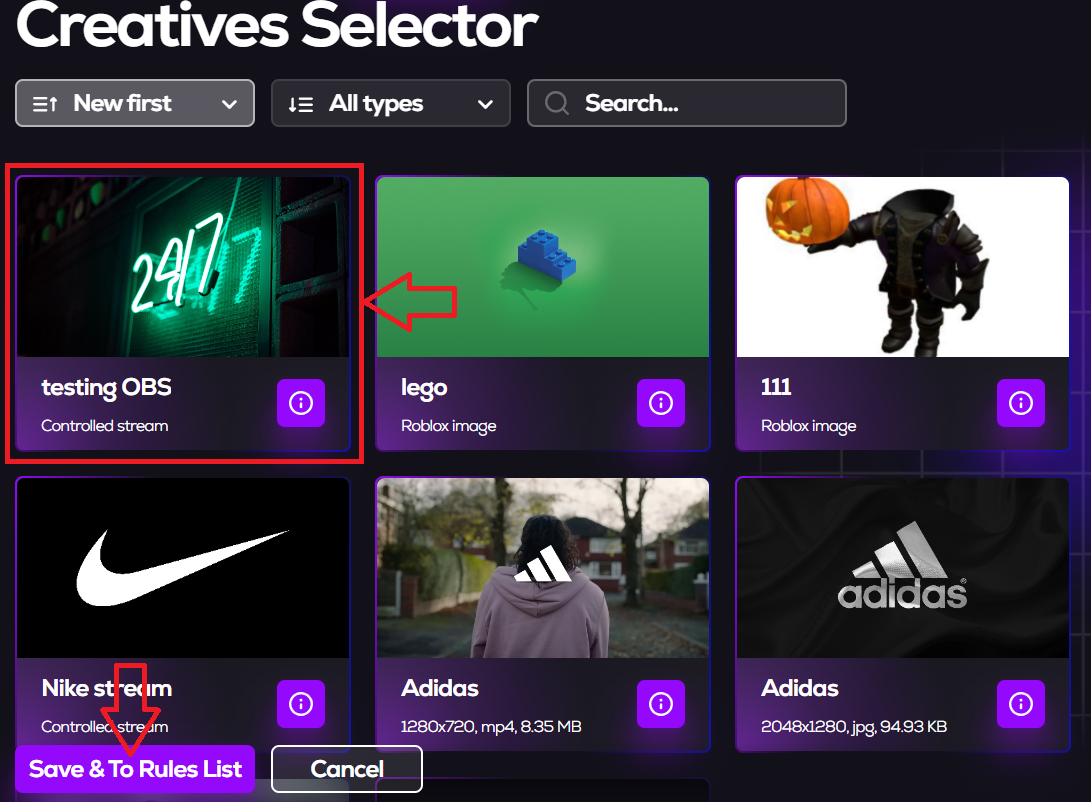 Creatives Selector
New first
All types
Search...
24/7
testing OBS
Controlled stream
lego
Roblox image
111
Roblox image
adidas®
Nike stream
Controlled stream
Adidas
1280x720, mp4, 8.35 MB
Adidas
2048x1280, jpg, 94.93 KB
Save & To Rules List
Cancel